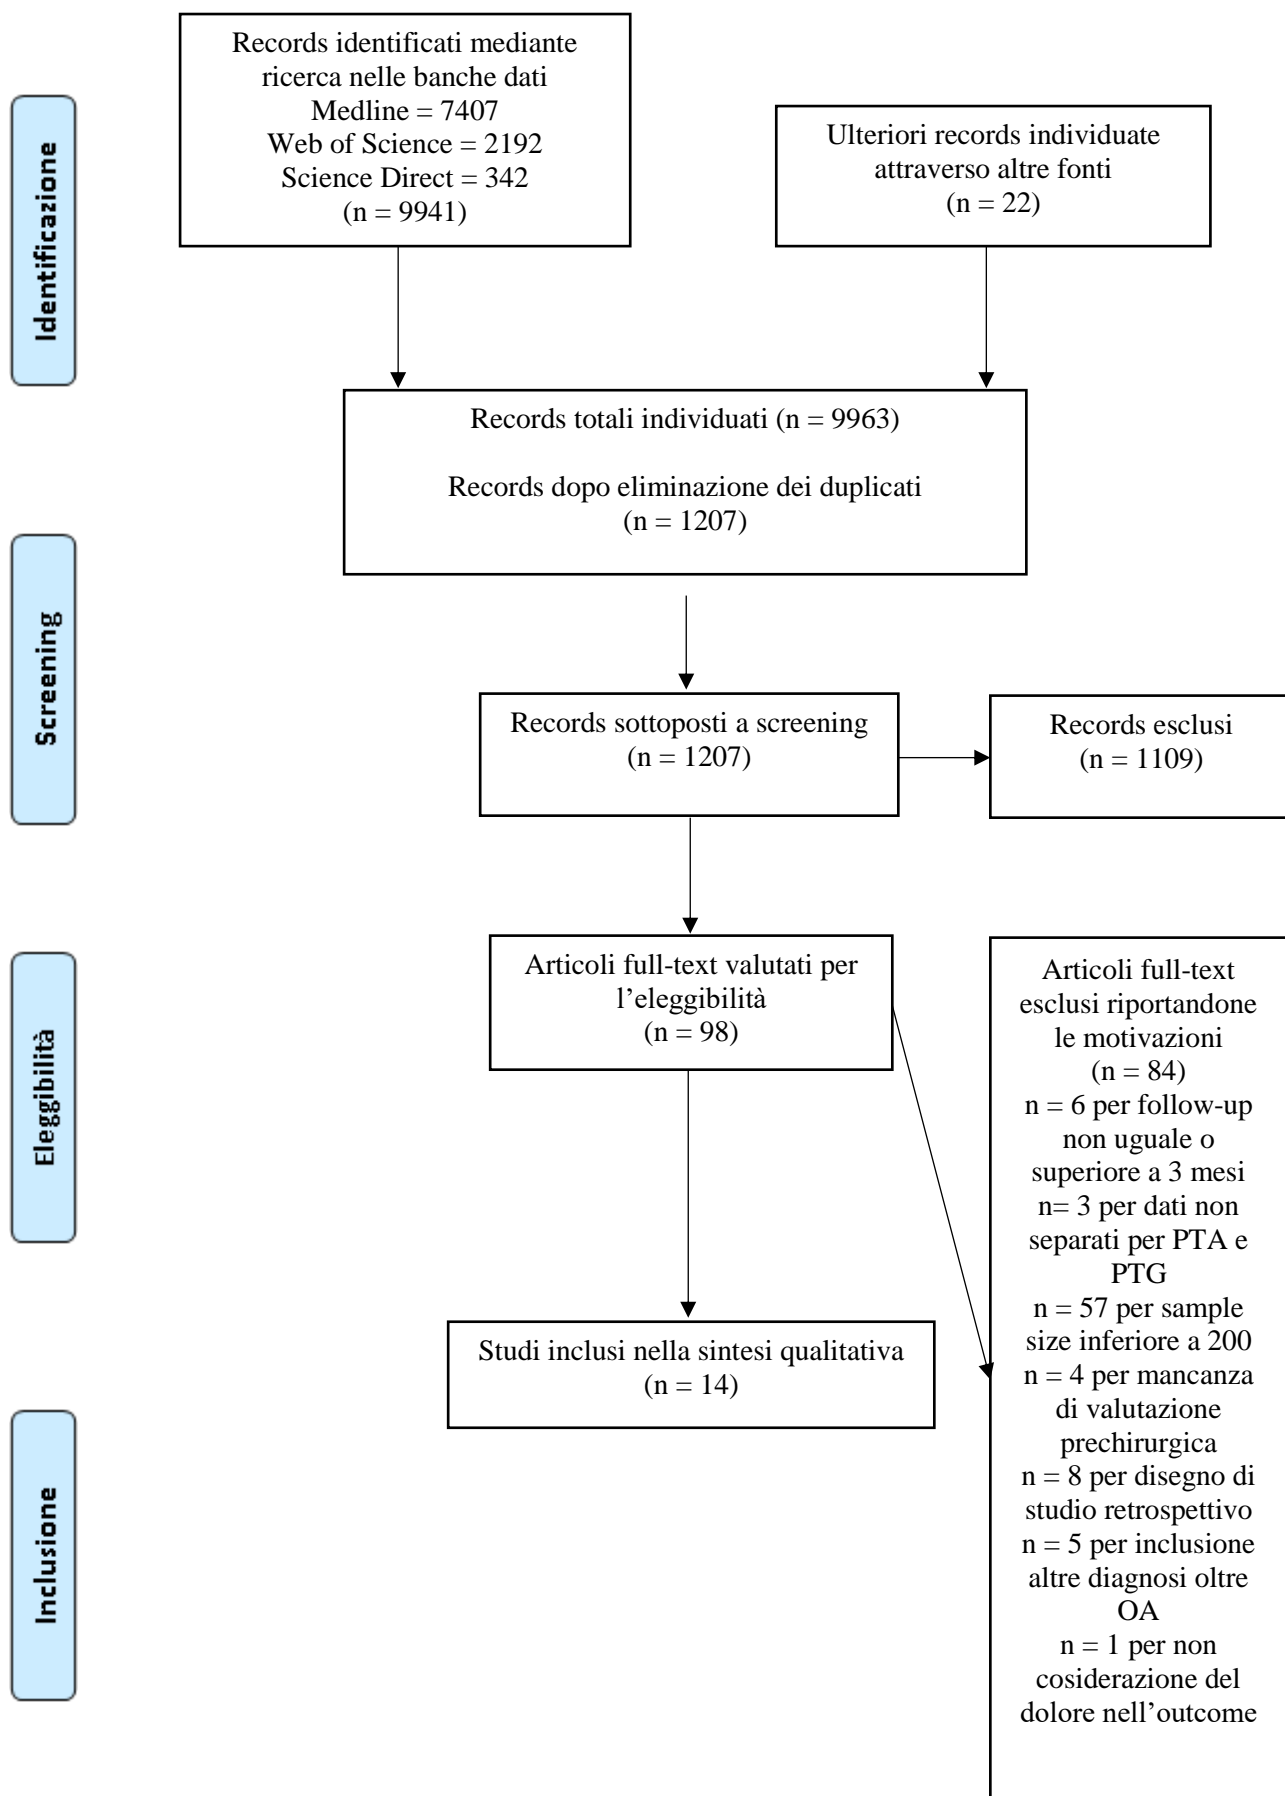 Identificazione
Records identificati mediante
ricerca nelle banche dati
Medline = 7407
Web of Science = 2192
Science Direct = 342
(n = 9941)
Ulteriori records individuate
attraverso altre fonti
(n = 22)
Records totali individuati (n = 9963)
Records dopo eliminazione dei duplicati
(n = 1207)
Screening
Records sottoposti a screening
(n = 1207)
Records esclusi
(n = 1109)
Eleggibilità
Articoli full-text valutati per
l’eleggibilità
(n = 98)
Articoli full-text
esclusi riportandone
le motivazioni
(n = 84)
n = 6 per follow-up
non uguale o
superiore a 3 mesi
n= 3 per dati non
separati per PTA e
PTG
n = 57 per sample
size inferiore a 200
n = 4 per mancanza
di valutazione
prechirurgica
n = 8 per disegno di
studio retrospettivo
n = 5 per inclusione
altre diagnosi oltre
OA
n = 1 per non
cosiderazione del
dolore nell’outcome
Inclusione
Studi inclusi nella sintesi qualitativa
(n = 14)